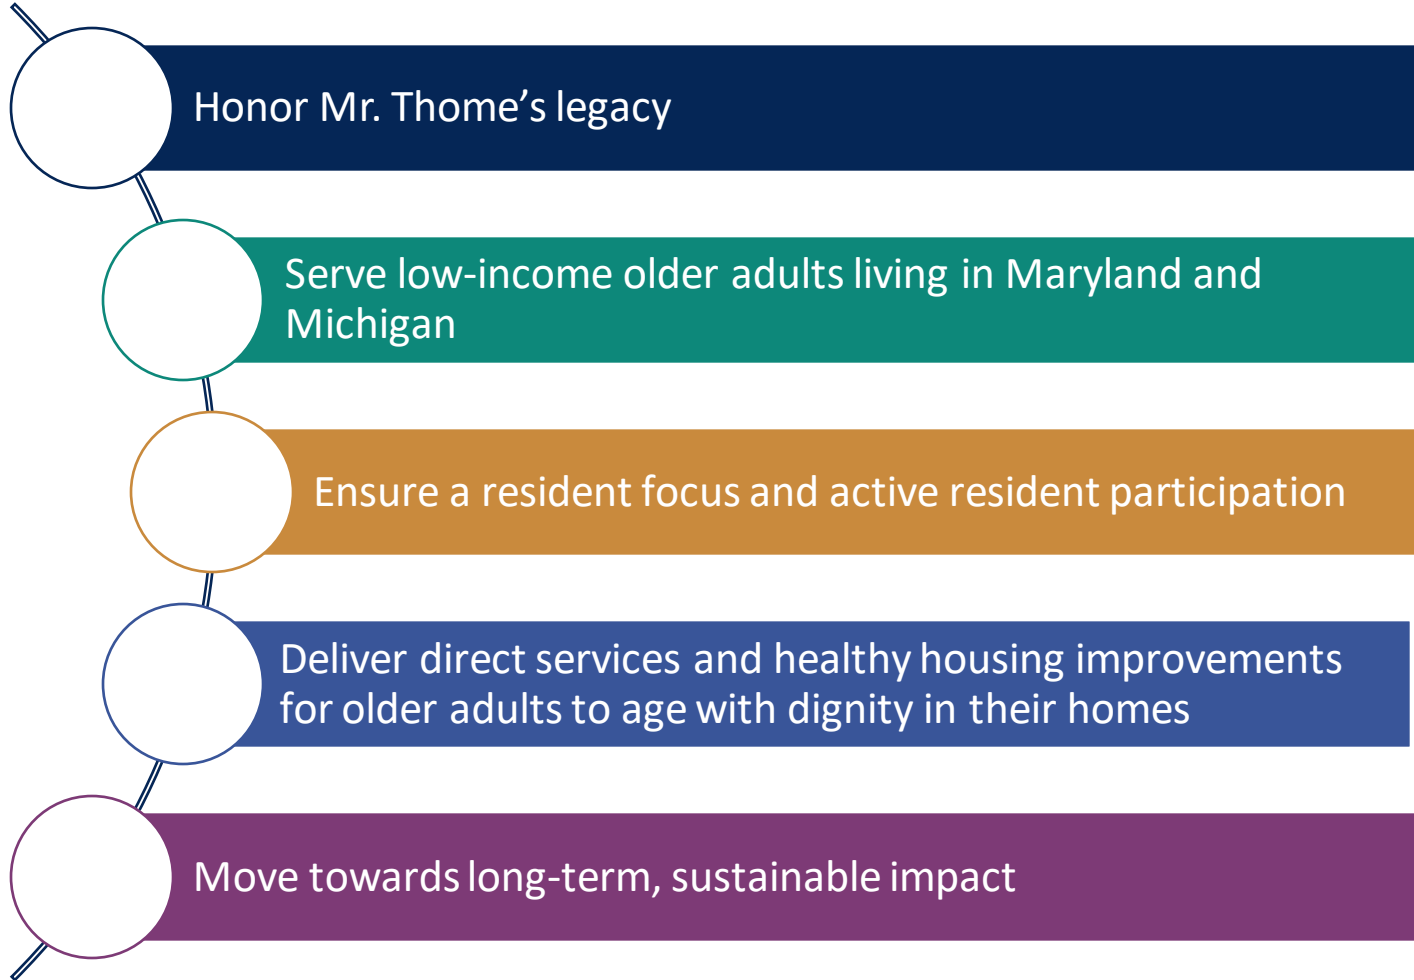 Honor Mr. Thome’s legacy
Serve low-income older adults living in Maryland and
Michigan
Ensure a resident focus and active resident participation
Deliver direct services and healthy housing improvements
for older adults to age with dignity in their homes
Move towards long-term, sustainable impact